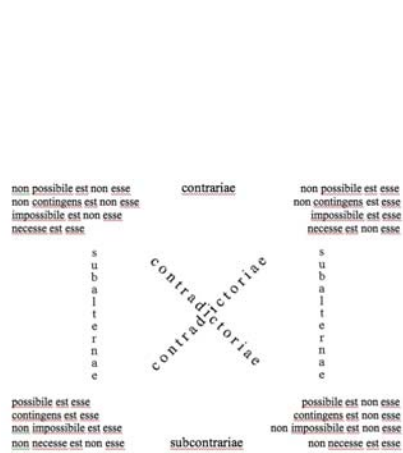 non possibile est non esse
non contingens est non esse
impossibile est non esse
necesse est esse
contrariae
non possibile est esse
non contingens est esse
impossibile est esse
necesse est non esse
subalternae
contradictoriae
contradictoriae
subalternae
possibile est esse
contingens est esse
non impossibile est esse
non necesse est non esse
subcontrariae
possibile est non esse
contingens est non esse
non impossibile est non esse
non necesse est esse